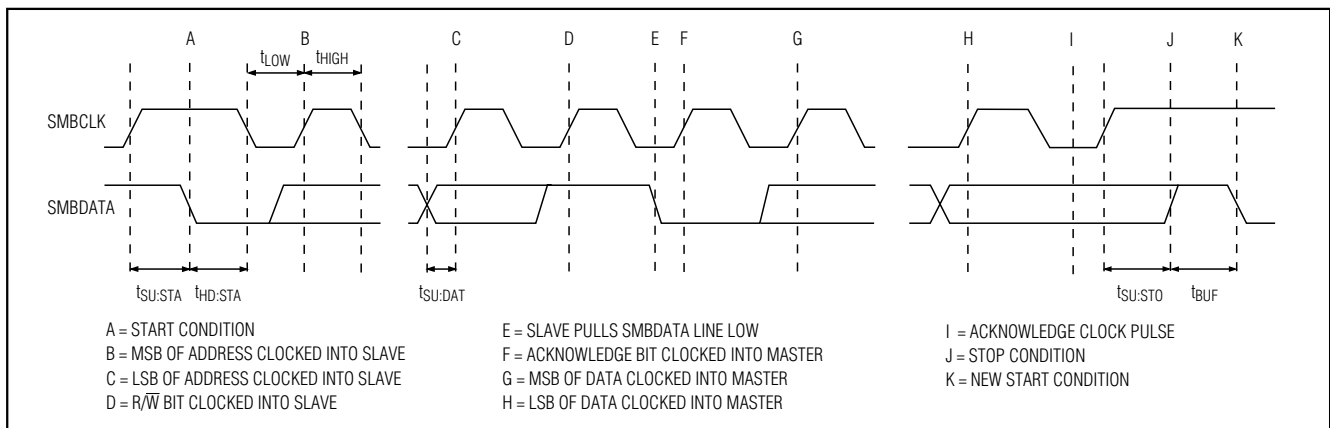 A B C D E F G H I J K
tLOW tHIGH
SMBCLK
SMBDATA
tSU:STA tHD:STA tSU:DAT tSU:STO tBUF
A = START CONDITION
B = MSB OF ADDRESS CLOCKED INTO SLAVE
C = LSB OF ADDRESS CLOCKED INTO SLAVE
D = R/W̅ BIT CLOCKED INTO SLAVE
E = SLAVE PULLS SMBDATA LINE LOW
F = ACKNOWLEDGE BIT CLOCKED INTO MASTER
G = MSB OF DATA CLOCKED INTO MASTER
H = LSB OF DATA CLOCKED INTO MASTER
I = ACKNOWLEDGE CLOCK PULSE
J = STOP CONDITION
K = NEW START CONDITION